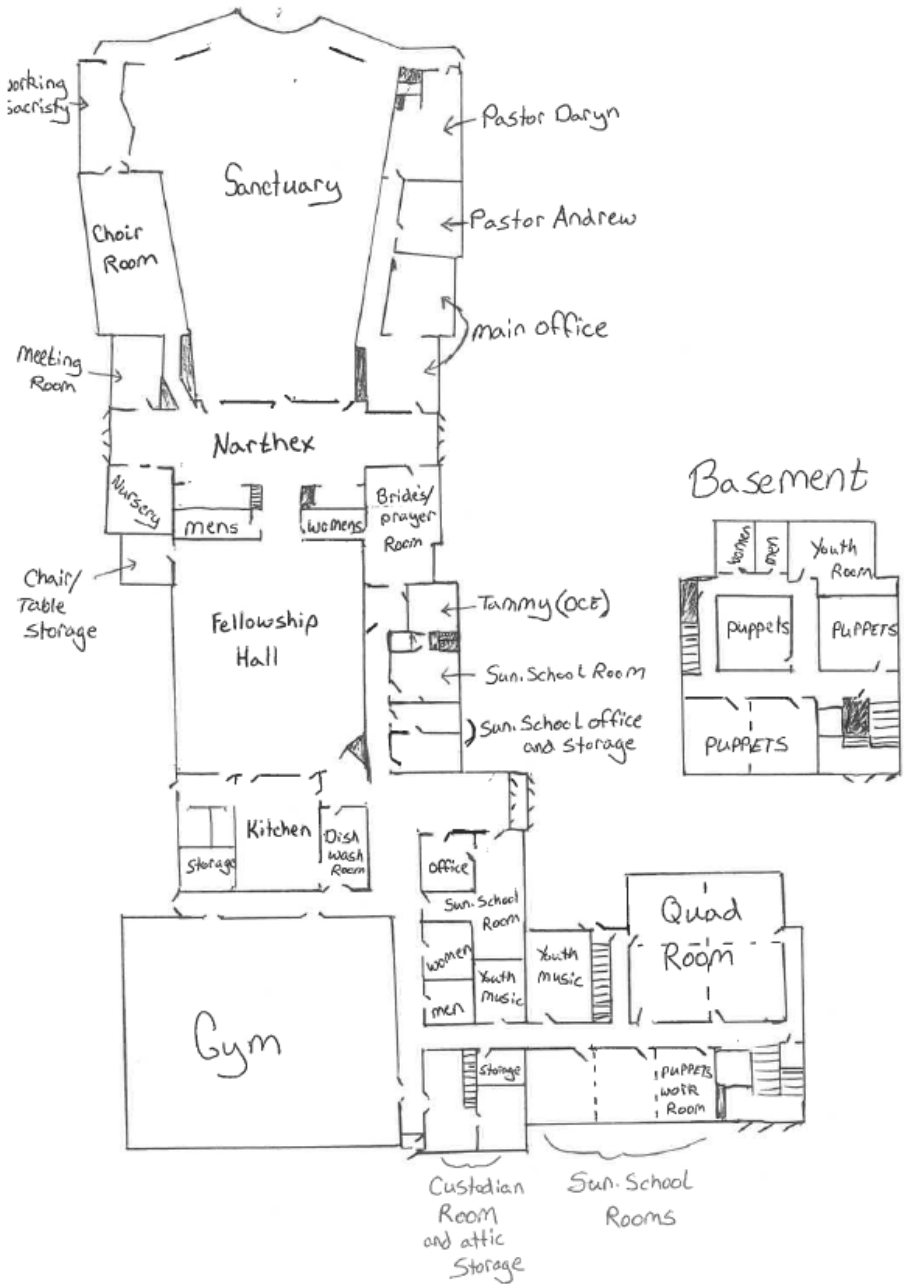 orking
Sacristy
Pastor Daryn
Sanctuary
Pastor Andrew
Choir
Room
main office
Meeting
Room
Narthex
Nursery
mens
womens
Bride's/
prayer
Room
Chair/
Table
Storage
Fellowship
Hall
Tammy (OCE)
Sun. School Room
Sun. School office
and storage
Kitchen
Storage
Dish
wash
Room
office
Sun. School
Room
women
men
Youth
Music
Youth
Music
Quad
Room
Gym
storage
PUPPETS
WORK
ROOM
Custodian
Room
and attic
Storage
Sun. School
Rooms
Basement
women
men
Youth
Room
puppets
PUPPETS
PUPPETS